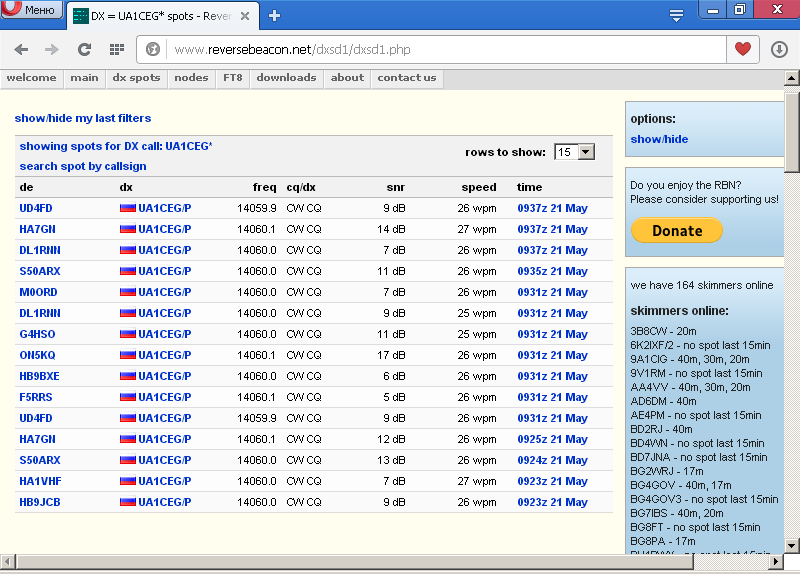 Меню
DX = UA1CEG* spots - Rever
www.reversebeacon.net/dxsd1/dxsd1.php
welcome main dx spots nodes FT8 downloads about contact us
show/hide my last filters
showing spots for DX call: UA1CEG*
search spot by callsign
rows to show: 15
de dx freq cq/dx snr speed time
UD4FD UA1CEG/P 14059.9 CW CQ 9 dB 26 wpm 0937z 21 May
HA7GN UA1CEG/P 14060.1 CW CQ 14 dB 27 wpm 0937z 21 May
DL1RNN UA1CEG/P 14060.0 CW CQ 7 dB 26 wpm 0937z 21 May
S50ARX UA1CEG/P 14060.0 CW CQ 11 dB 26 wpm 0935z 21 May
M0ORD UA1CEG/P 14060.0 CW CQ 7 dB 26 wpm 0931z 21 May
DL1RNN UA1CEG/P 14060.0 CW CQ 9 dB 25 wpm 0931z 21 May
G4HSO UA1CEG/P 14060.0 CW CQ 11 dB 25 wpm 0931z 21 May
ON5KQ UA1CEG/P 14060.1 CW CQ 17 dB 26 wpm 0931z 21 May
HB9BXE UA1CEG/P 14060.0 CW CQ 6 dB 26 wpm 0931z 21 May
F5RRS UA1CEG/P 14060.1 CW CQ 5 dB 26 wpm 0931z 21 May
UD4FD UA1CEG/P 14059.9 CW CQ 9 dB 26 wpm 0931z 21 May
HA7GN UA1CEG/P 14060.1 CW CQ 12 dB 26 wpm 0925z 21 May
S50ARX UA1CEG/P 14060.0 CW CQ 13 dB 26 wpm 0924z 21 May
HA1VHF UA1CEG/P 14060.0 CW CQ 7 dB 27 wpm 0923z 21 May
HB9JCB UA1CEG/P 14060.0 CW CQ 9 dB 26 wpm 0923z 21 May
options:
show/hide
Do you enjoy the RBN?
Please consider supporting us!
Donate
we have 164 skimmers online
skimmers online:
3B8CW - 20m
6K2IXF/2 - no spot last 15min
9A1CIG - 40m, 30m, 20m
9V1RM - no spot last 15min
AA4VV - 40m, 30m, 20m
AD6DM - 40m
AE4PM - no spot last 15min
BD2RJ - 40m
BD4WN - no spot last 15min
BD7JNA - no spot last 15min
BG2WRJ - 17m
BG4GOV - 40m, 17m
BG4GOV3 - no spot last 15min
BG7IBS - 40m, 20m
BG8FT - no spot last 15min
BG8PA - 17m